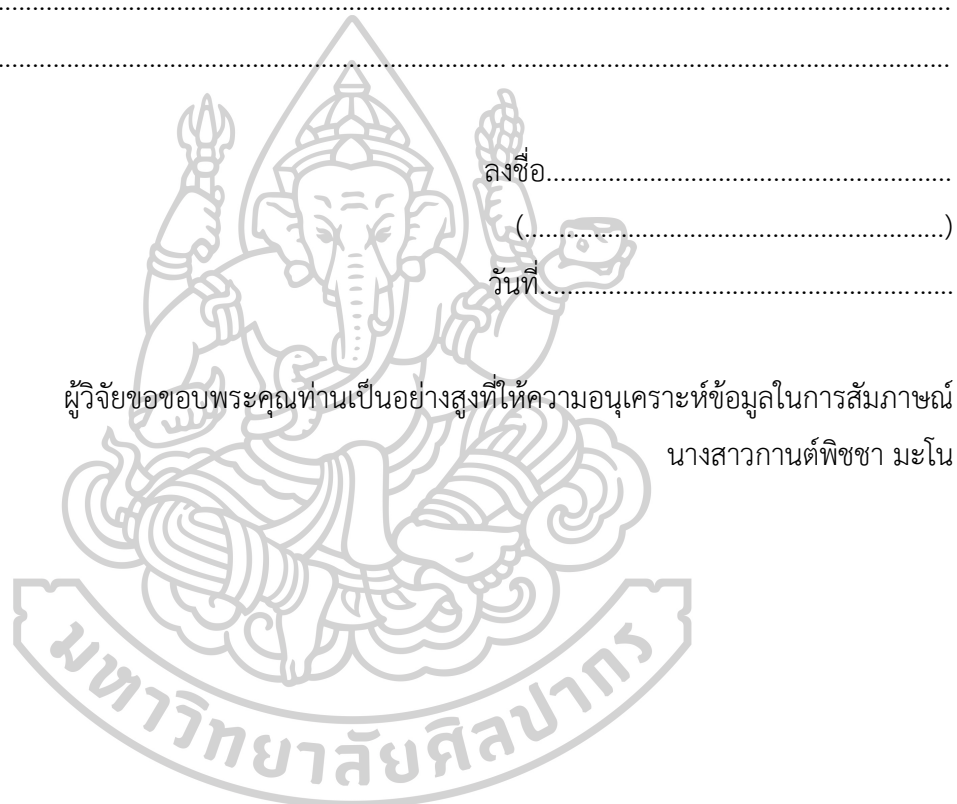 ........................................................................................................ ...................................
.......................................................................... ................................................................
ลงชื่อ...........................................................
(.............................................................)
วันที่............................................................
ผู้วิจัยขอขอบพระคุณท่านเป็นอย่างสูงที่ให้ความอนุเคราะห์ข้อมูลในการสัมภาษณ์
นางสาวกานต์พิชชา มะโน
มหาวิทยาลัยศิลปากร